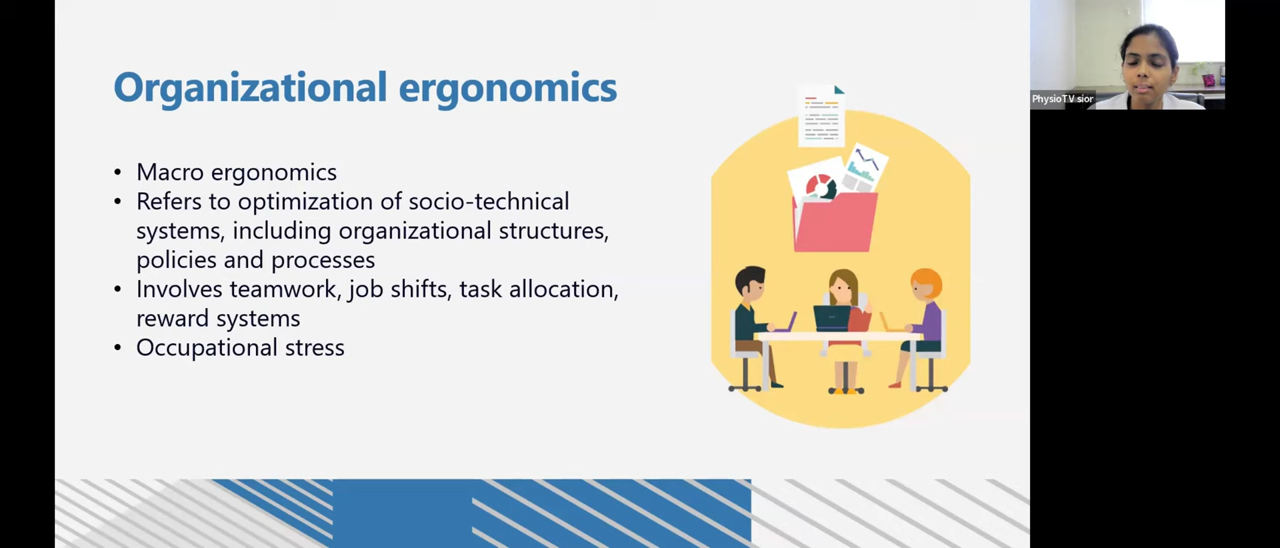 Organizational ergonomics
• Macro ergonomics
• Refers to optimization of socio-technical
systems, including organizational structures,
policies and processes
• Involves teamwork, job shifts, task allocation,
reward systems
• Occupational stress
PhysioTV sior